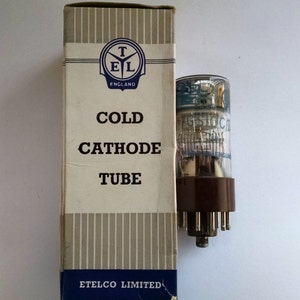 T
E L
ENGLAND
COLD
CATHODE
TUBE
ETELCO LIMITED